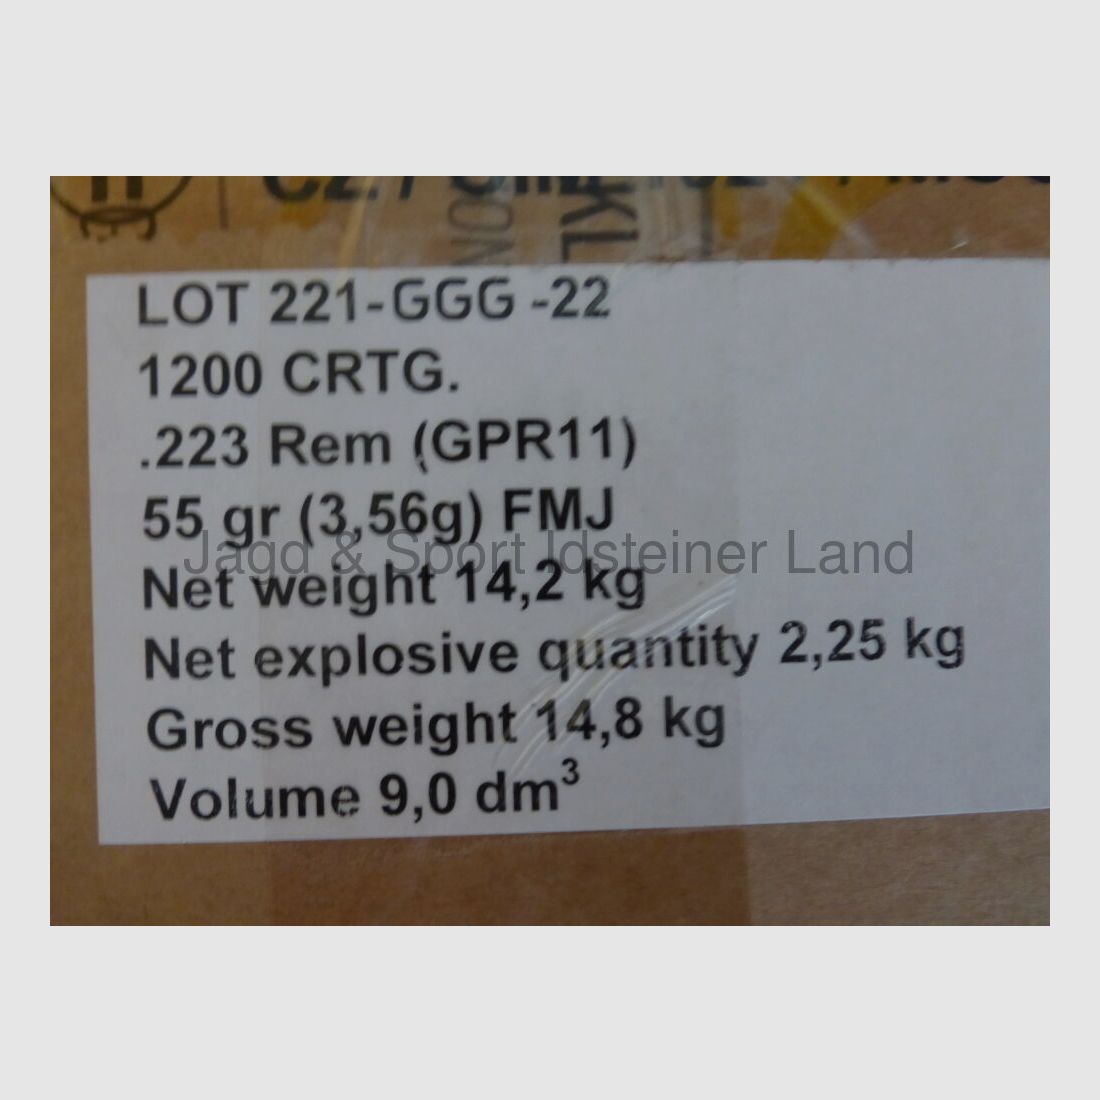 LOT 221-GGG -22
1200 CRTG.
.223 Rem (GPR11)
55 gr (3,56g) FMJ
Jagd & Sport Idsteiner Land
Net weight 14,2 kg
Net explosive quantity 2,25 kg
Gross weight 14,8 kg
Volume 9,0 dm³